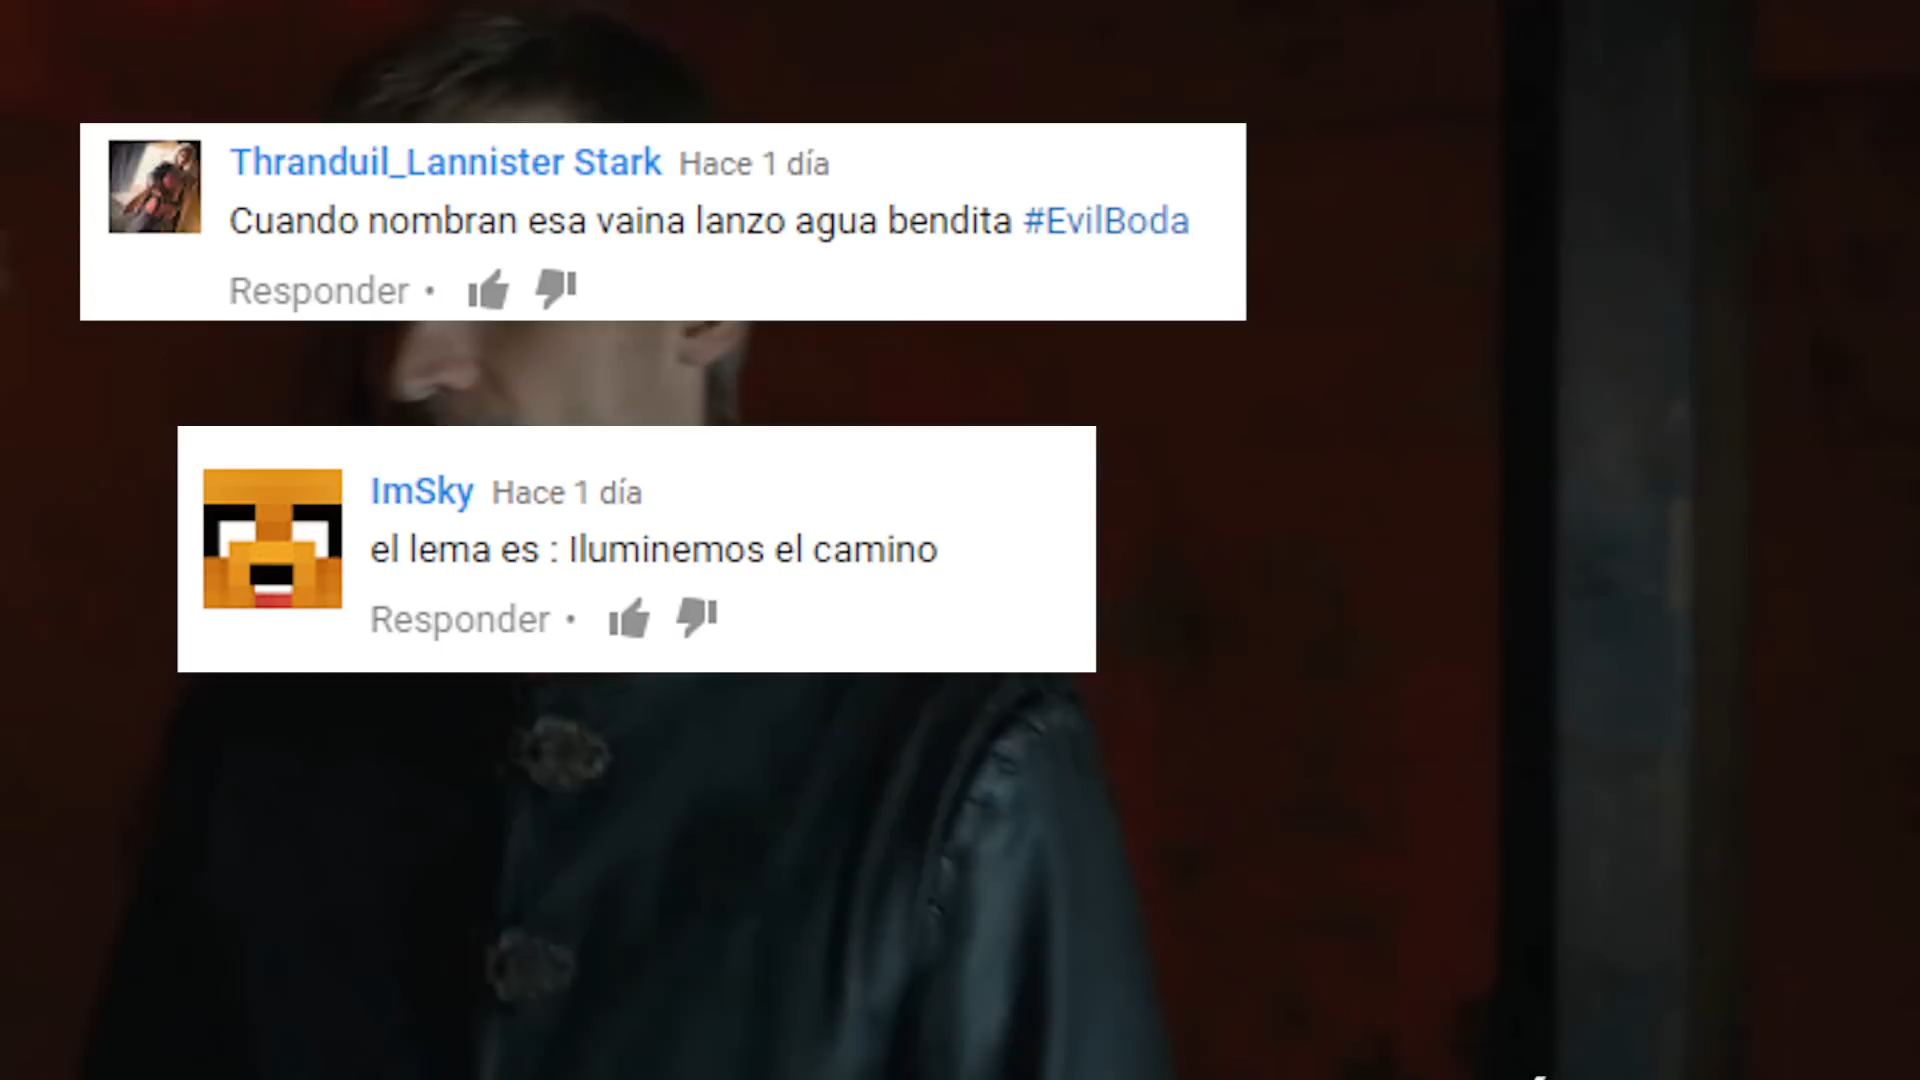 Thranduil_Lannister Stark Hace 1 día
Cuando nombran esa vaina lanzo agua bendita #EvilBoda
Responder •
ImSky Hace 1 día
el lema es : Iluminemos el camino
Responder •